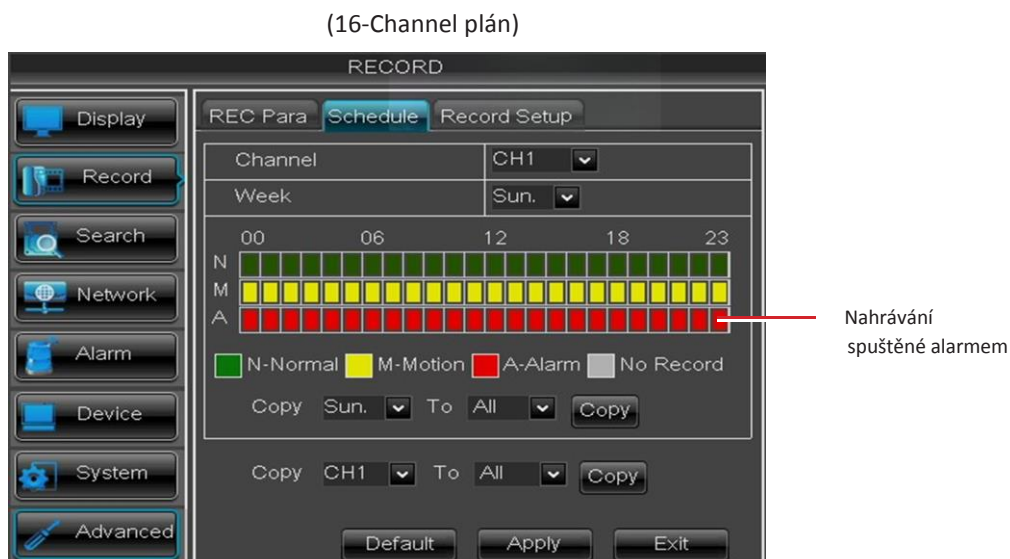 (16-Channel plán)
RECORD
Display
Record
Search
Network
Alarm
Device
System
Advanced
REC Para Schedule Record Setup
Channel CH1
Week Sun.
00 06 12 18 23
N
M
A
N-Normal M-Motion A-Alarm No Record
Copy Sun. To All Copy
Copy CH1 To All Copy
Default Apply Exit
Nahrávání
spuštěné alarmem